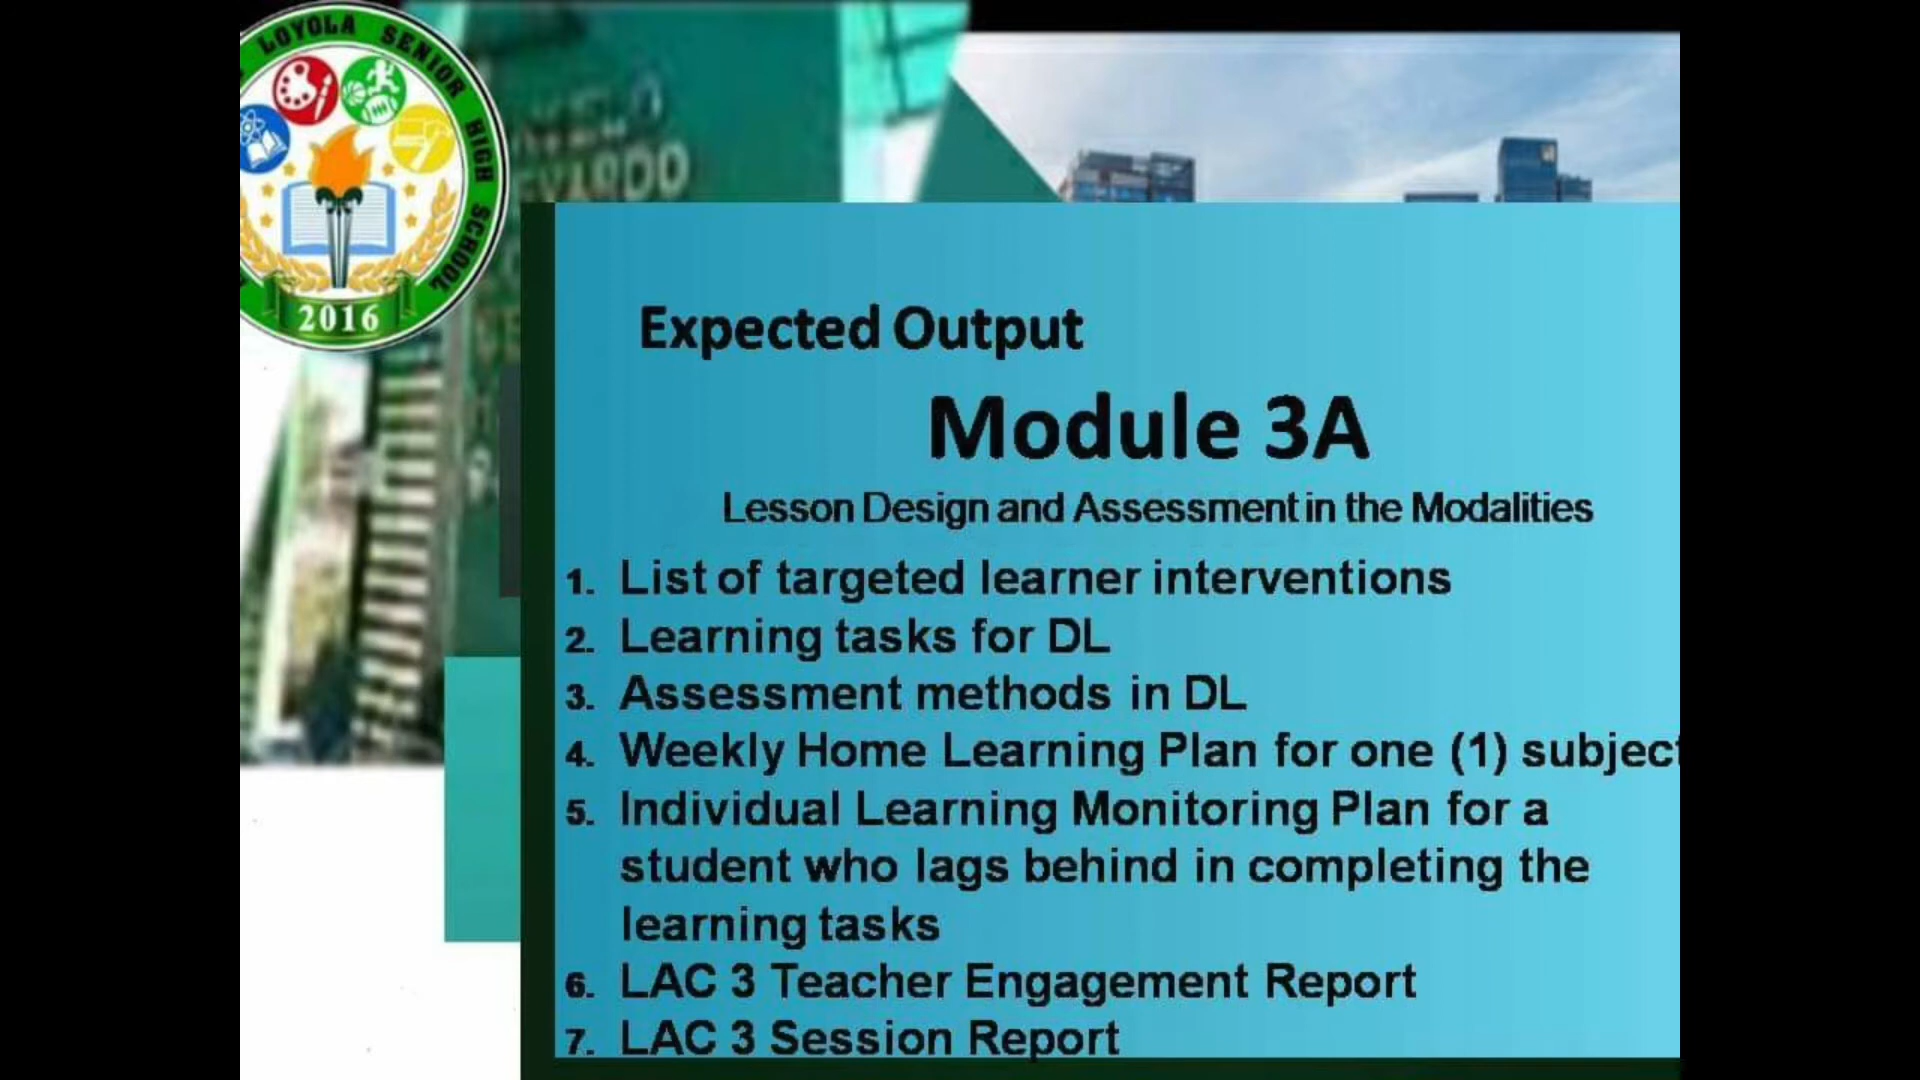 LOYOLA SENIOR HIGH SCHOOL
2016
Expected Output
Module 3A
Lesson Design and Assessment in the Modalities
1. List of targeted learner interventions
2. Learning tasks for DL
3. Assessment methods in DL
4. Weekly Home Learning Plan for one (1) subject
5. Individual Learning Monitoring Plan for a
student who lags behind in completing the
learning tasks
6. LAC 3 Teacher Engagement Report
7. LAC 3 Session Report